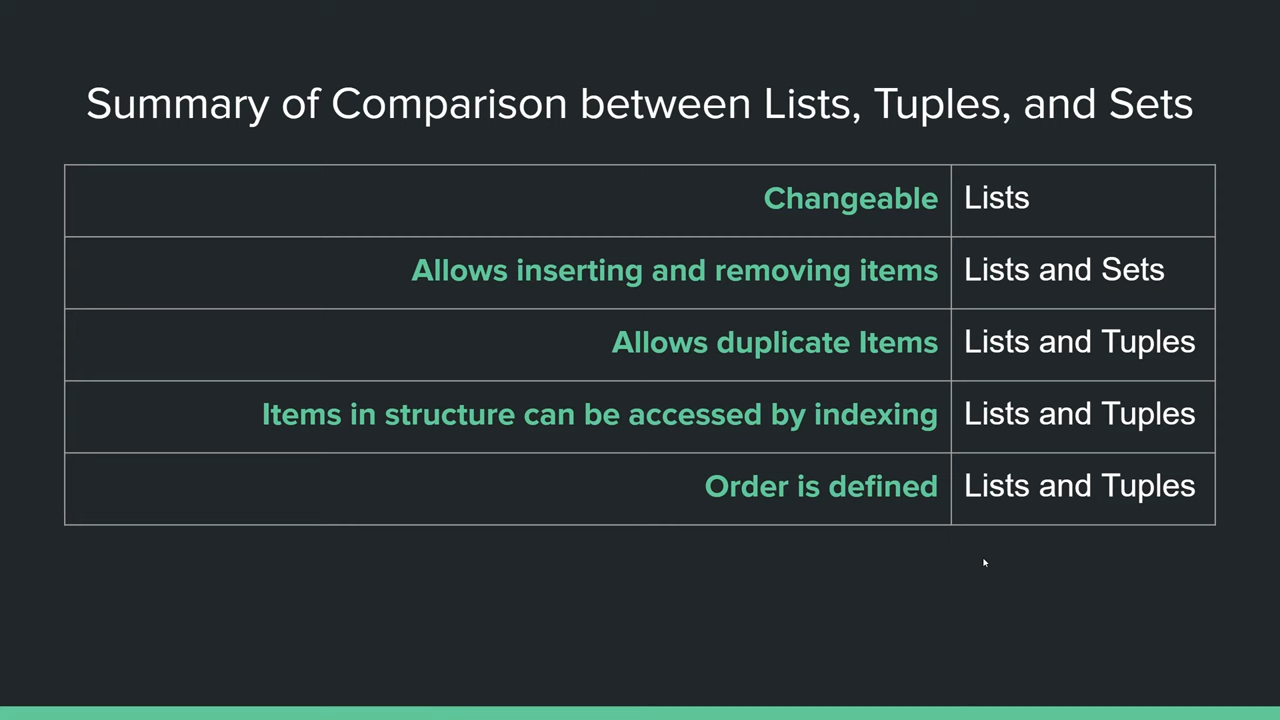 Summary of Comparison between Lists, Tuples, and Sets
Changeable Lists
Allows inserting and removing items Lists and Sets
Allows duplicate Items Lists and Tuples
Items in structure can be accessed by indexing Lists and Tuples
Order is defined Lists and Tuples